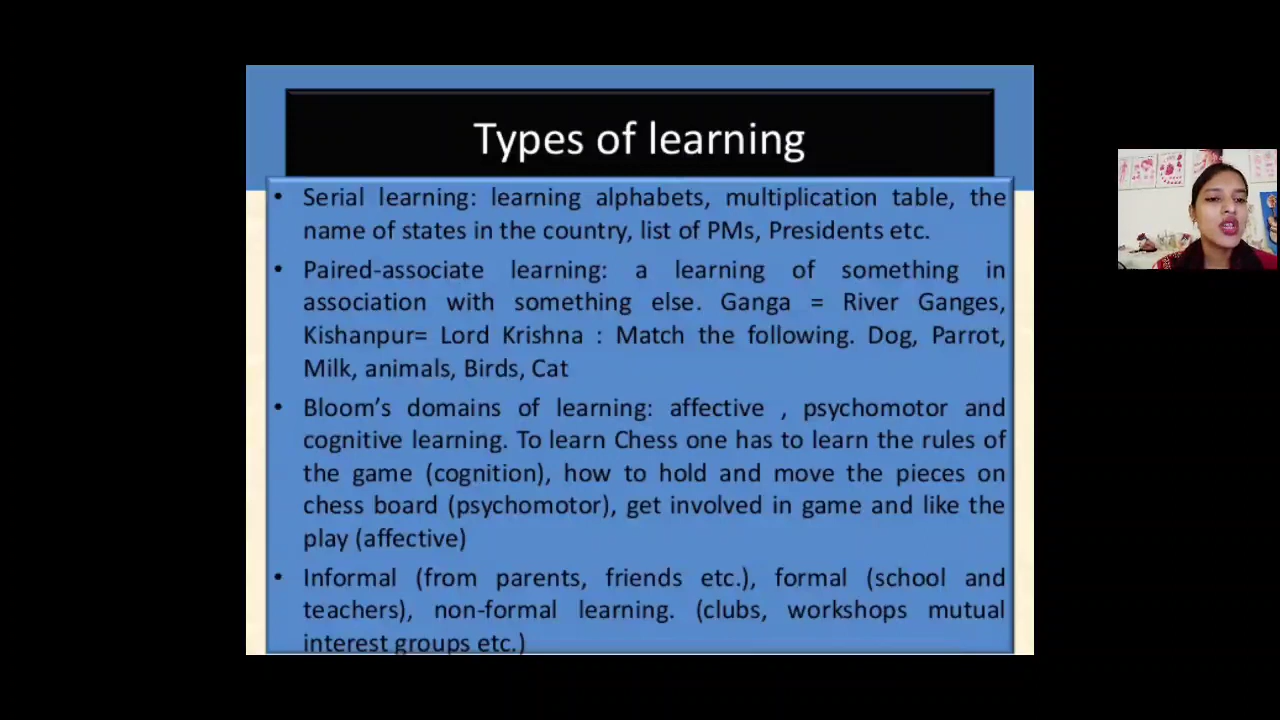 Types of learning
• Serial learning: learning alphabets, multiplication table, the
name of states in the country, list of PMs, Presidents etc.
• Paired-associate learning: a learning of something in
association with something else. Ganga = River Ganges,
Kishanpur= Lord Krishna : Match the following. Dog, Parrot,
Milk, animals, Birds, Cat
• Bloom’s domains of learning: affective , psychomotor and
cognitive learning. To learn Chess one has to learn the rules of
the game (cognition), how to hold and move the pieces on
chess board (psychomotor), get involved in game and like the
play (affective)
• Informal (from parents, friends etc.), formal (school and
teachers), non-formal learning. (clubs, workshops mutual
interest groups etc.)